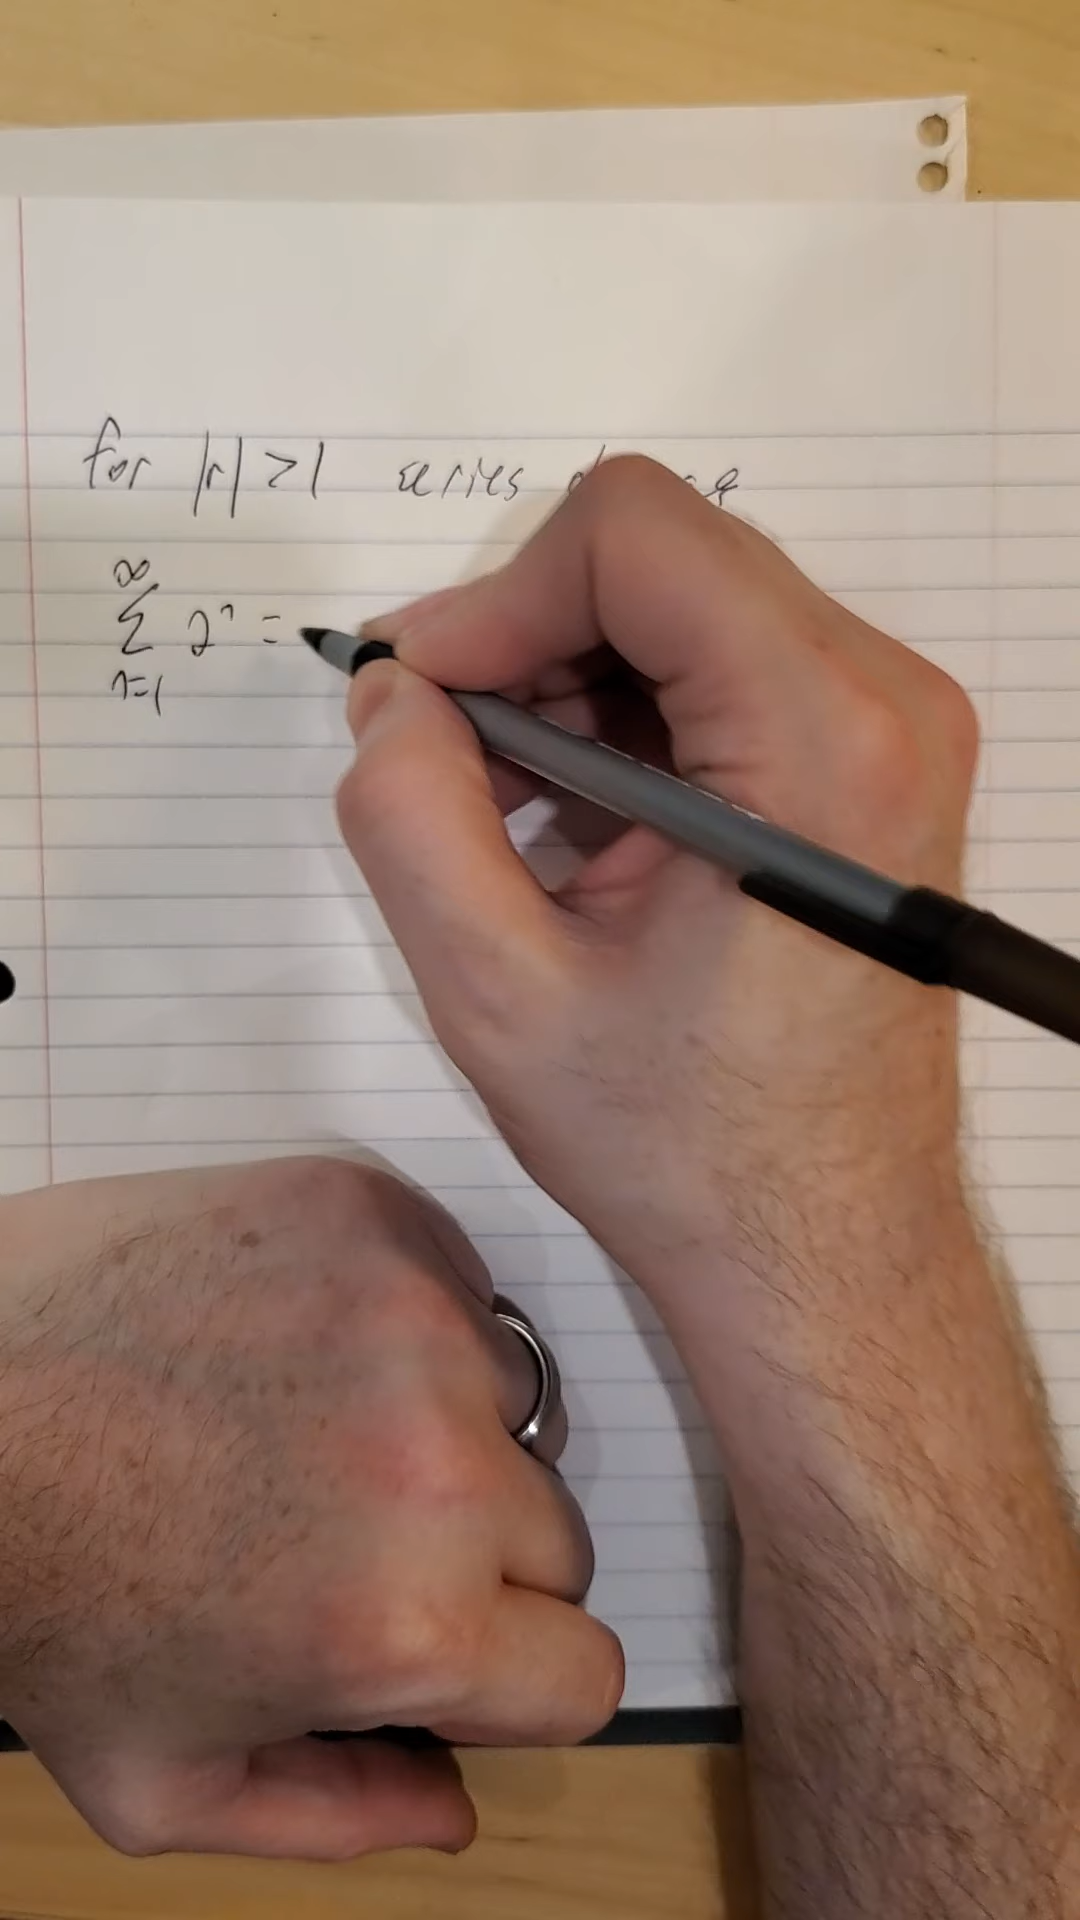 for |r| > 1 series
∞
Σ 2ⁿ =
n=1